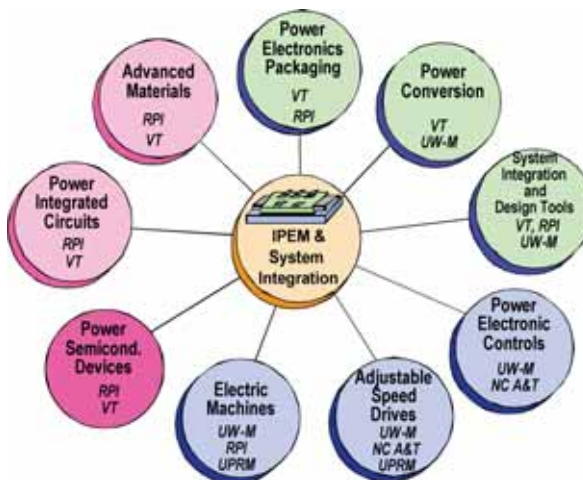 Power
Electronics
Packaging
VT
RPI
Power
Conversion
VT
UW-M
System
Integration
and
Design Tools
VT, RPI
UW-M
Power
Electronic
Controls
UW-M
NC A&T
Adjustable
Speed
Drives
UW-M
NC A&T
UPRM
Electric
Machines
UW-M
RPI
UPRM
Power
Semicond.
Devices
RPI
VT
Power
Integrated
Circuits
RPI
VT
Advanced
Materials
RPI
VT
IPEM &
System
Integration